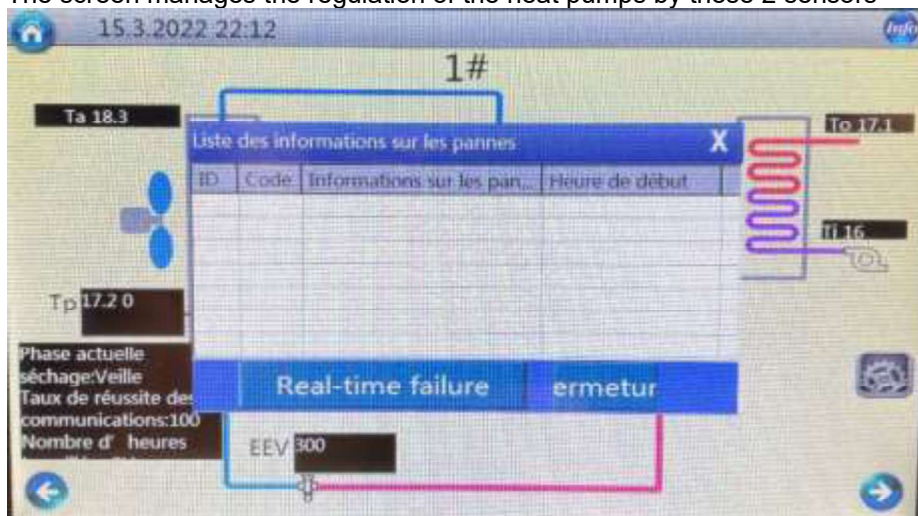 The screen manages the regulation of the heat pumps by these 2 sensors
15.3.2022 22:12
Info
1#
Ta 18.3
To 17.1
Liste des informations sur les pannes X
ID Code Informations sur les pan... Heure de début
Ti 16
Tp 17.2 0
Phase actuelle
séchage:Veille
Taux de réussite des
communications:100
Nombre d' heures
Real-time failure
ermetur
EEV 300